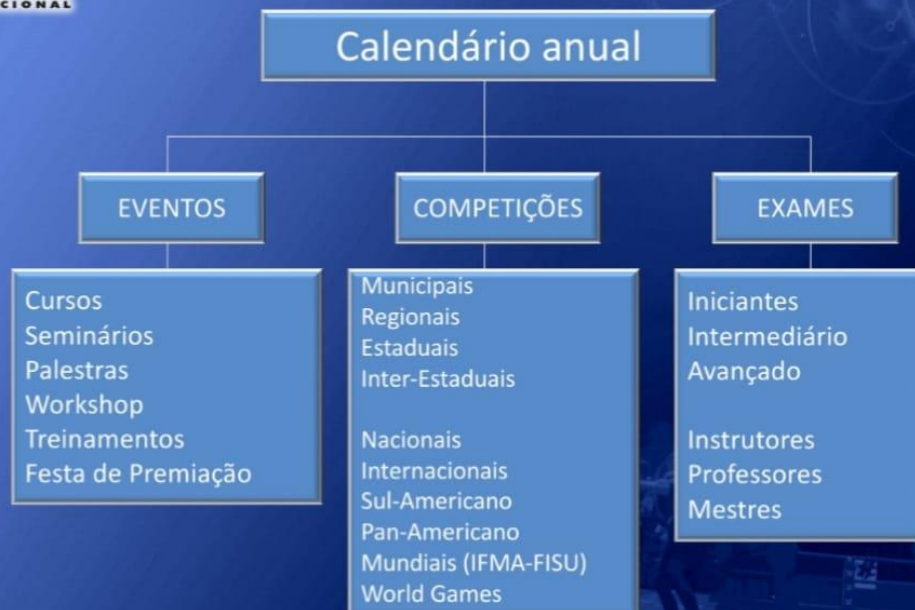 CIONAL
Calendário anual
EVENTOS
Cursos
Seminários
Palestras
Workshop
Treinamentos
Festa de Premiação
COMPETIÇÕES
Municipais
Regionais
Estaduais
Inter-Estaduais
Nacionais
Internacionais
Sul-Americano
Pan-Americano
Mundiais (IFMA-FISU)
World Games
EXAMES
Iniciantes
Intermediário
Avançado
Instrutores
Professores
Mestres